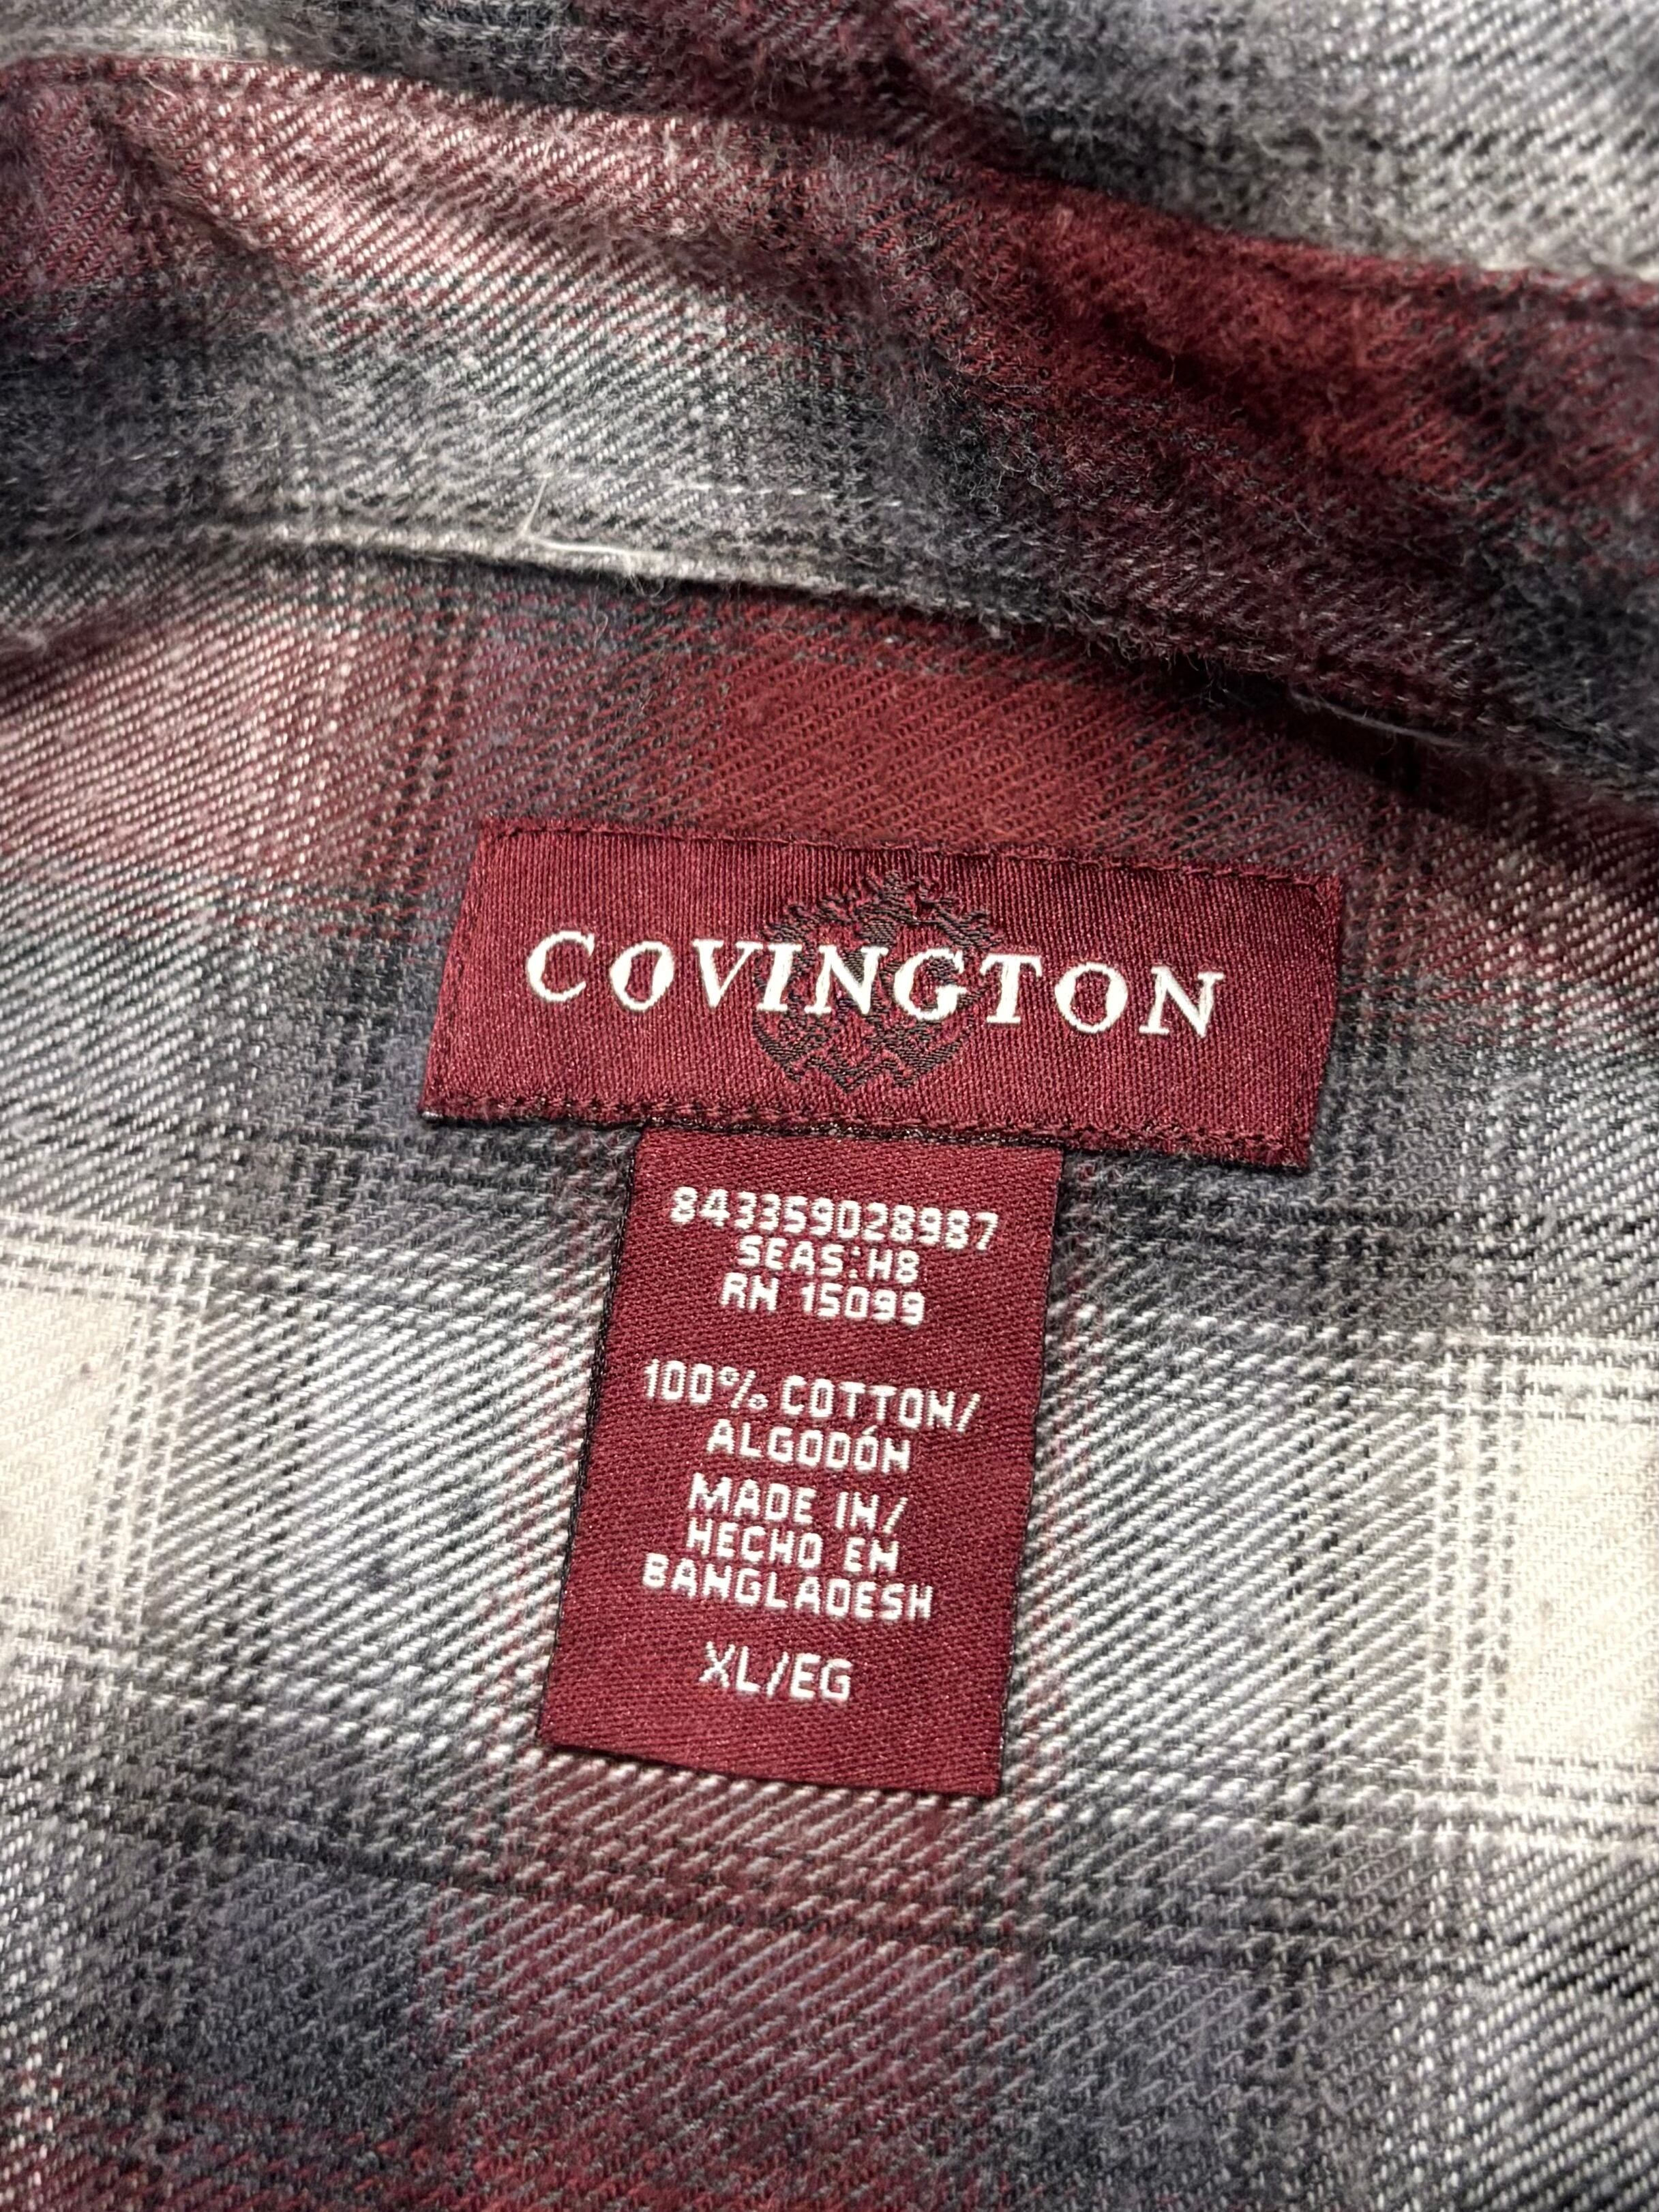 COVINGTON
843359028987
SEAS:H8
RN 15099
100% COTTON/
ALGODÓN
MADE IN/
HECHO EN
BANGLADESH
XL/EG